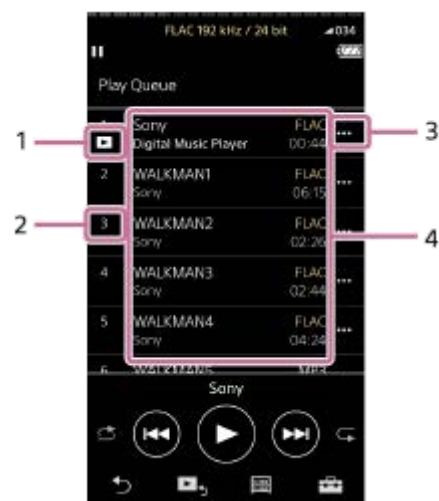 FLAC 192 kHz / 24 bit 034
Play Queue
1 Sony FLAC
Digital Music Player 00:44
2 WALKMAN1 FLAC
Sony 06:15
3 WALKMAN2 FLAC
Sony 02:26
4 WALKMAN3 FLAC
Sony 02:44
5 WALKMAN4 FLAC
Sony 04:24
6 WALKMAN5 MP3
Sony
1
2
3
4